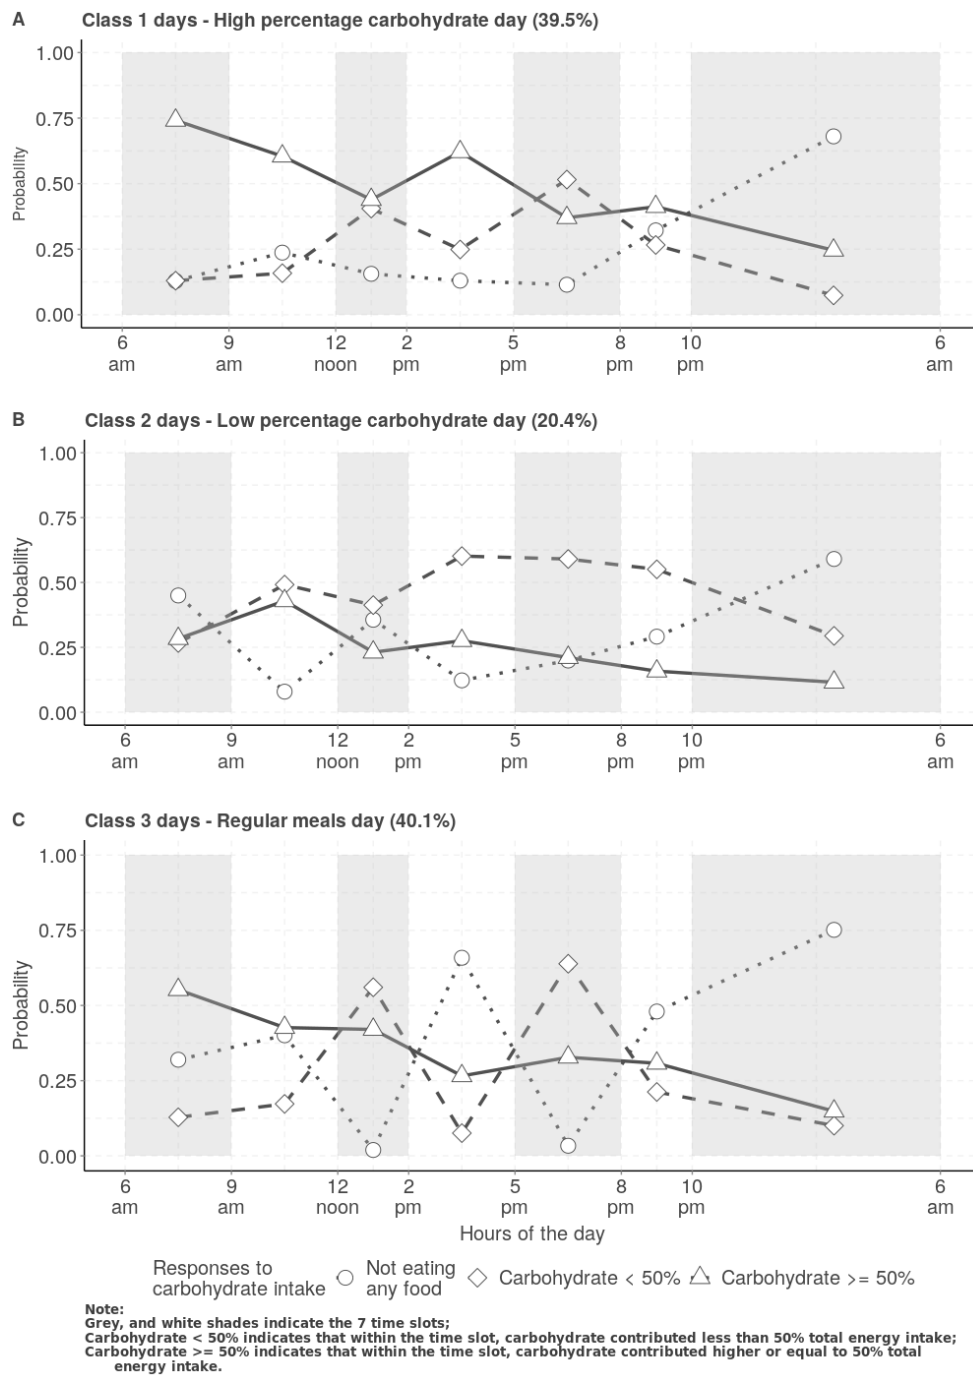 A Class 1 days - High percentage carbohydrate day (39.5%)
1.00
0.75
0.50
0.25
0.00
Probability
6 am 9 am 12 noon 2 pm 5 pm 8 pm 10 pm 6 am
B Class 2 days - Low percentage carbohydrate day (20.4%)
1.00
0.75
0.50
0.25
0.00
Probability
6 am 9 am 12 noon 2 pm 5 pm 8 pm 10 pm 6 am
C Class 3 days - Regular meals day (40.1%)
1.00
0.75
0.50
0.25
0.00
Probability
6 am 9 am 12 noon 2 pm 5 pm 8 pm 10 pm 6 am
Hours of the day
Responses to
carbohydrate intake
Not eating
any food
Carbohydrate < 50%
Carbohydrate >= 50%
Note:
Grey, and white shades indicate the 7 time slots;
Carbohydrate < 50% indicates that within the time slot, carbohydrate contributed less than 50% total energy intake;
Carbohydrate >= 50% indicates that within the time slot, carbohydrate contributed higher or equal to 50% total
energy intake.